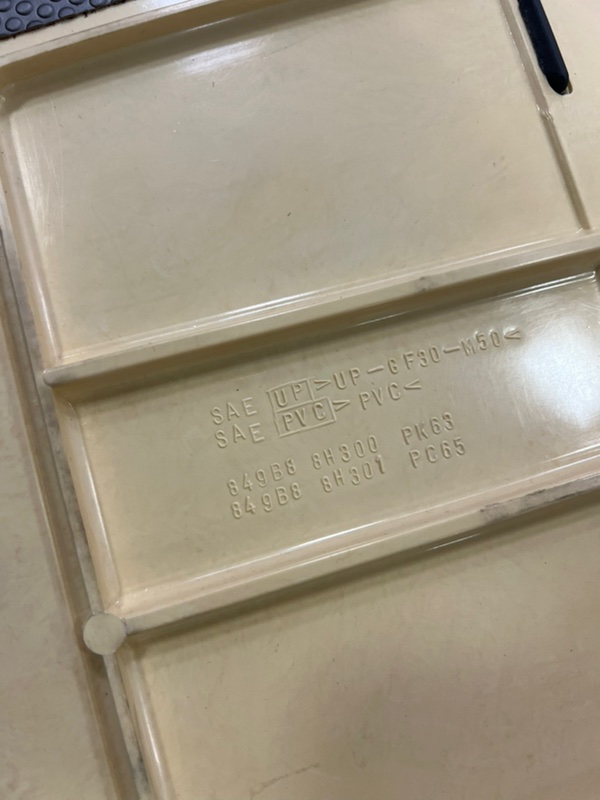 SAE UP >UP-GF30-M50<
SAE PVC >PVC<
849B8 8H300 PK63
849B8 8H301 PC65